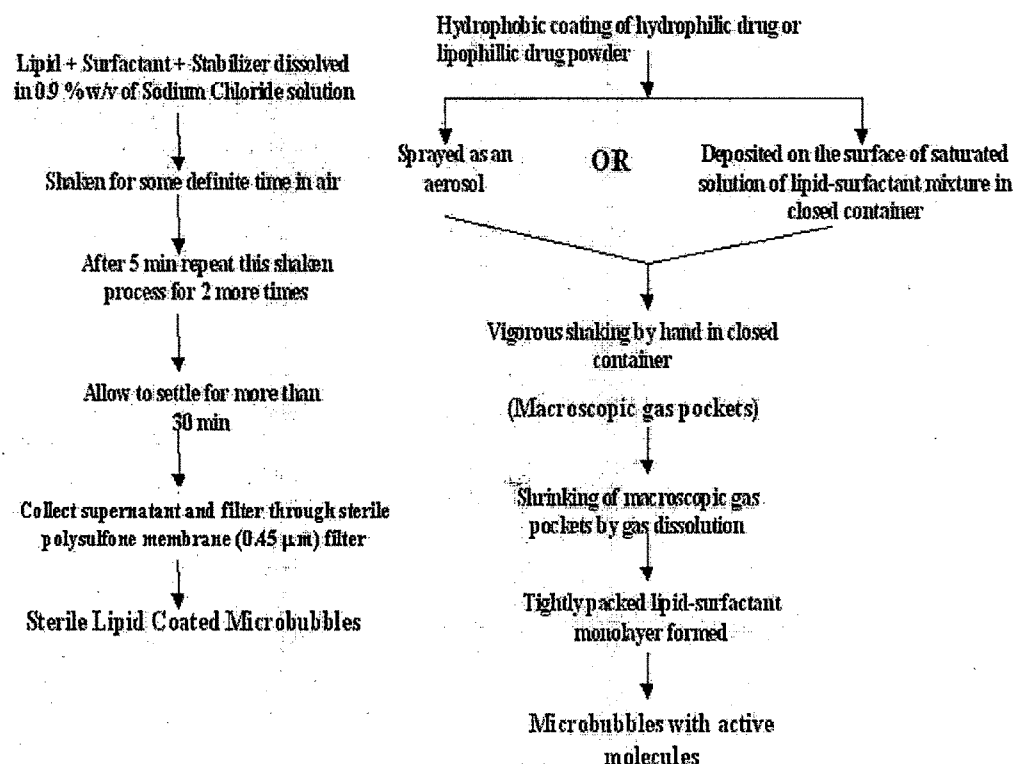 Lipid + Surfactant + Stabilizer dissolved
in 0.9 % w/v of Sodium Chloride solution
Shaken for some definite time in air
After 5 min repeat this shaken
process for 2 more times
Allow to settle for more than
30 min
Collect supernatant and filter through sterile
polysulfone membrane (0.45 µm) filter
Sterile Lipid Coated Microbubbles
Hydrophobic coating of hydrophilic drug or
lipophillic drug powder
Sprayed as an
aerosol
OR
Deposited on the surface of saturated
solution of lipid-surfactant mixture in
closed container
Vigorous shaking by hand in closed
container
(Macroscopic gas pockets)
Shrinking of macroscopic gas
pockets by gas dissolution
Tightly packed lipid-surfactant
monolayer formed
Microbubbles with active
molecules